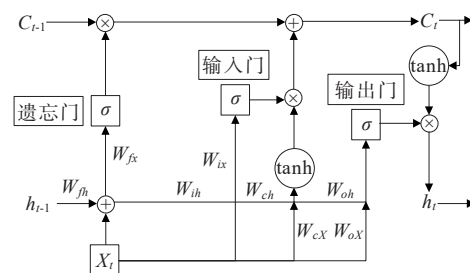 C_{t-1} × + C_t
输入门 tanh
遗忘门 σ σ × 输出门 σ ×
W_{fx} W_{ix} tanh
W_{fh} W_{ih} W_{ch} W_{oh}
h_{t-1} + h_t
W_{cX} W_{oX}
X_t